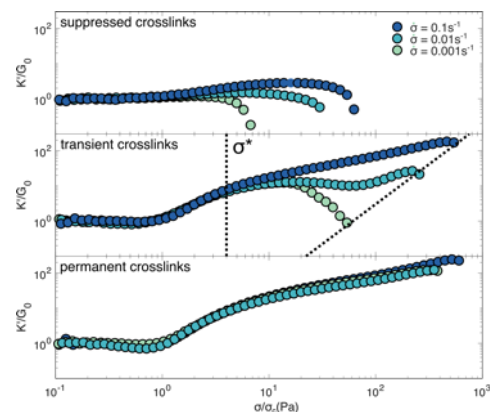 suppressed crosslinks
σ̇ = 0.1s⁻¹
σ̇ = 0.01s⁻¹
σ̇ = 0.001s⁻¹
K'/G₀
10²
10⁰
transient crosslinks
σ*
K'/G₀
10²
10⁰
permanent crosslinks
K'/G₀
10²
10⁰
10⁻¹ 10⁰ 10¹ 10² 10³
σ/σc(Pa)